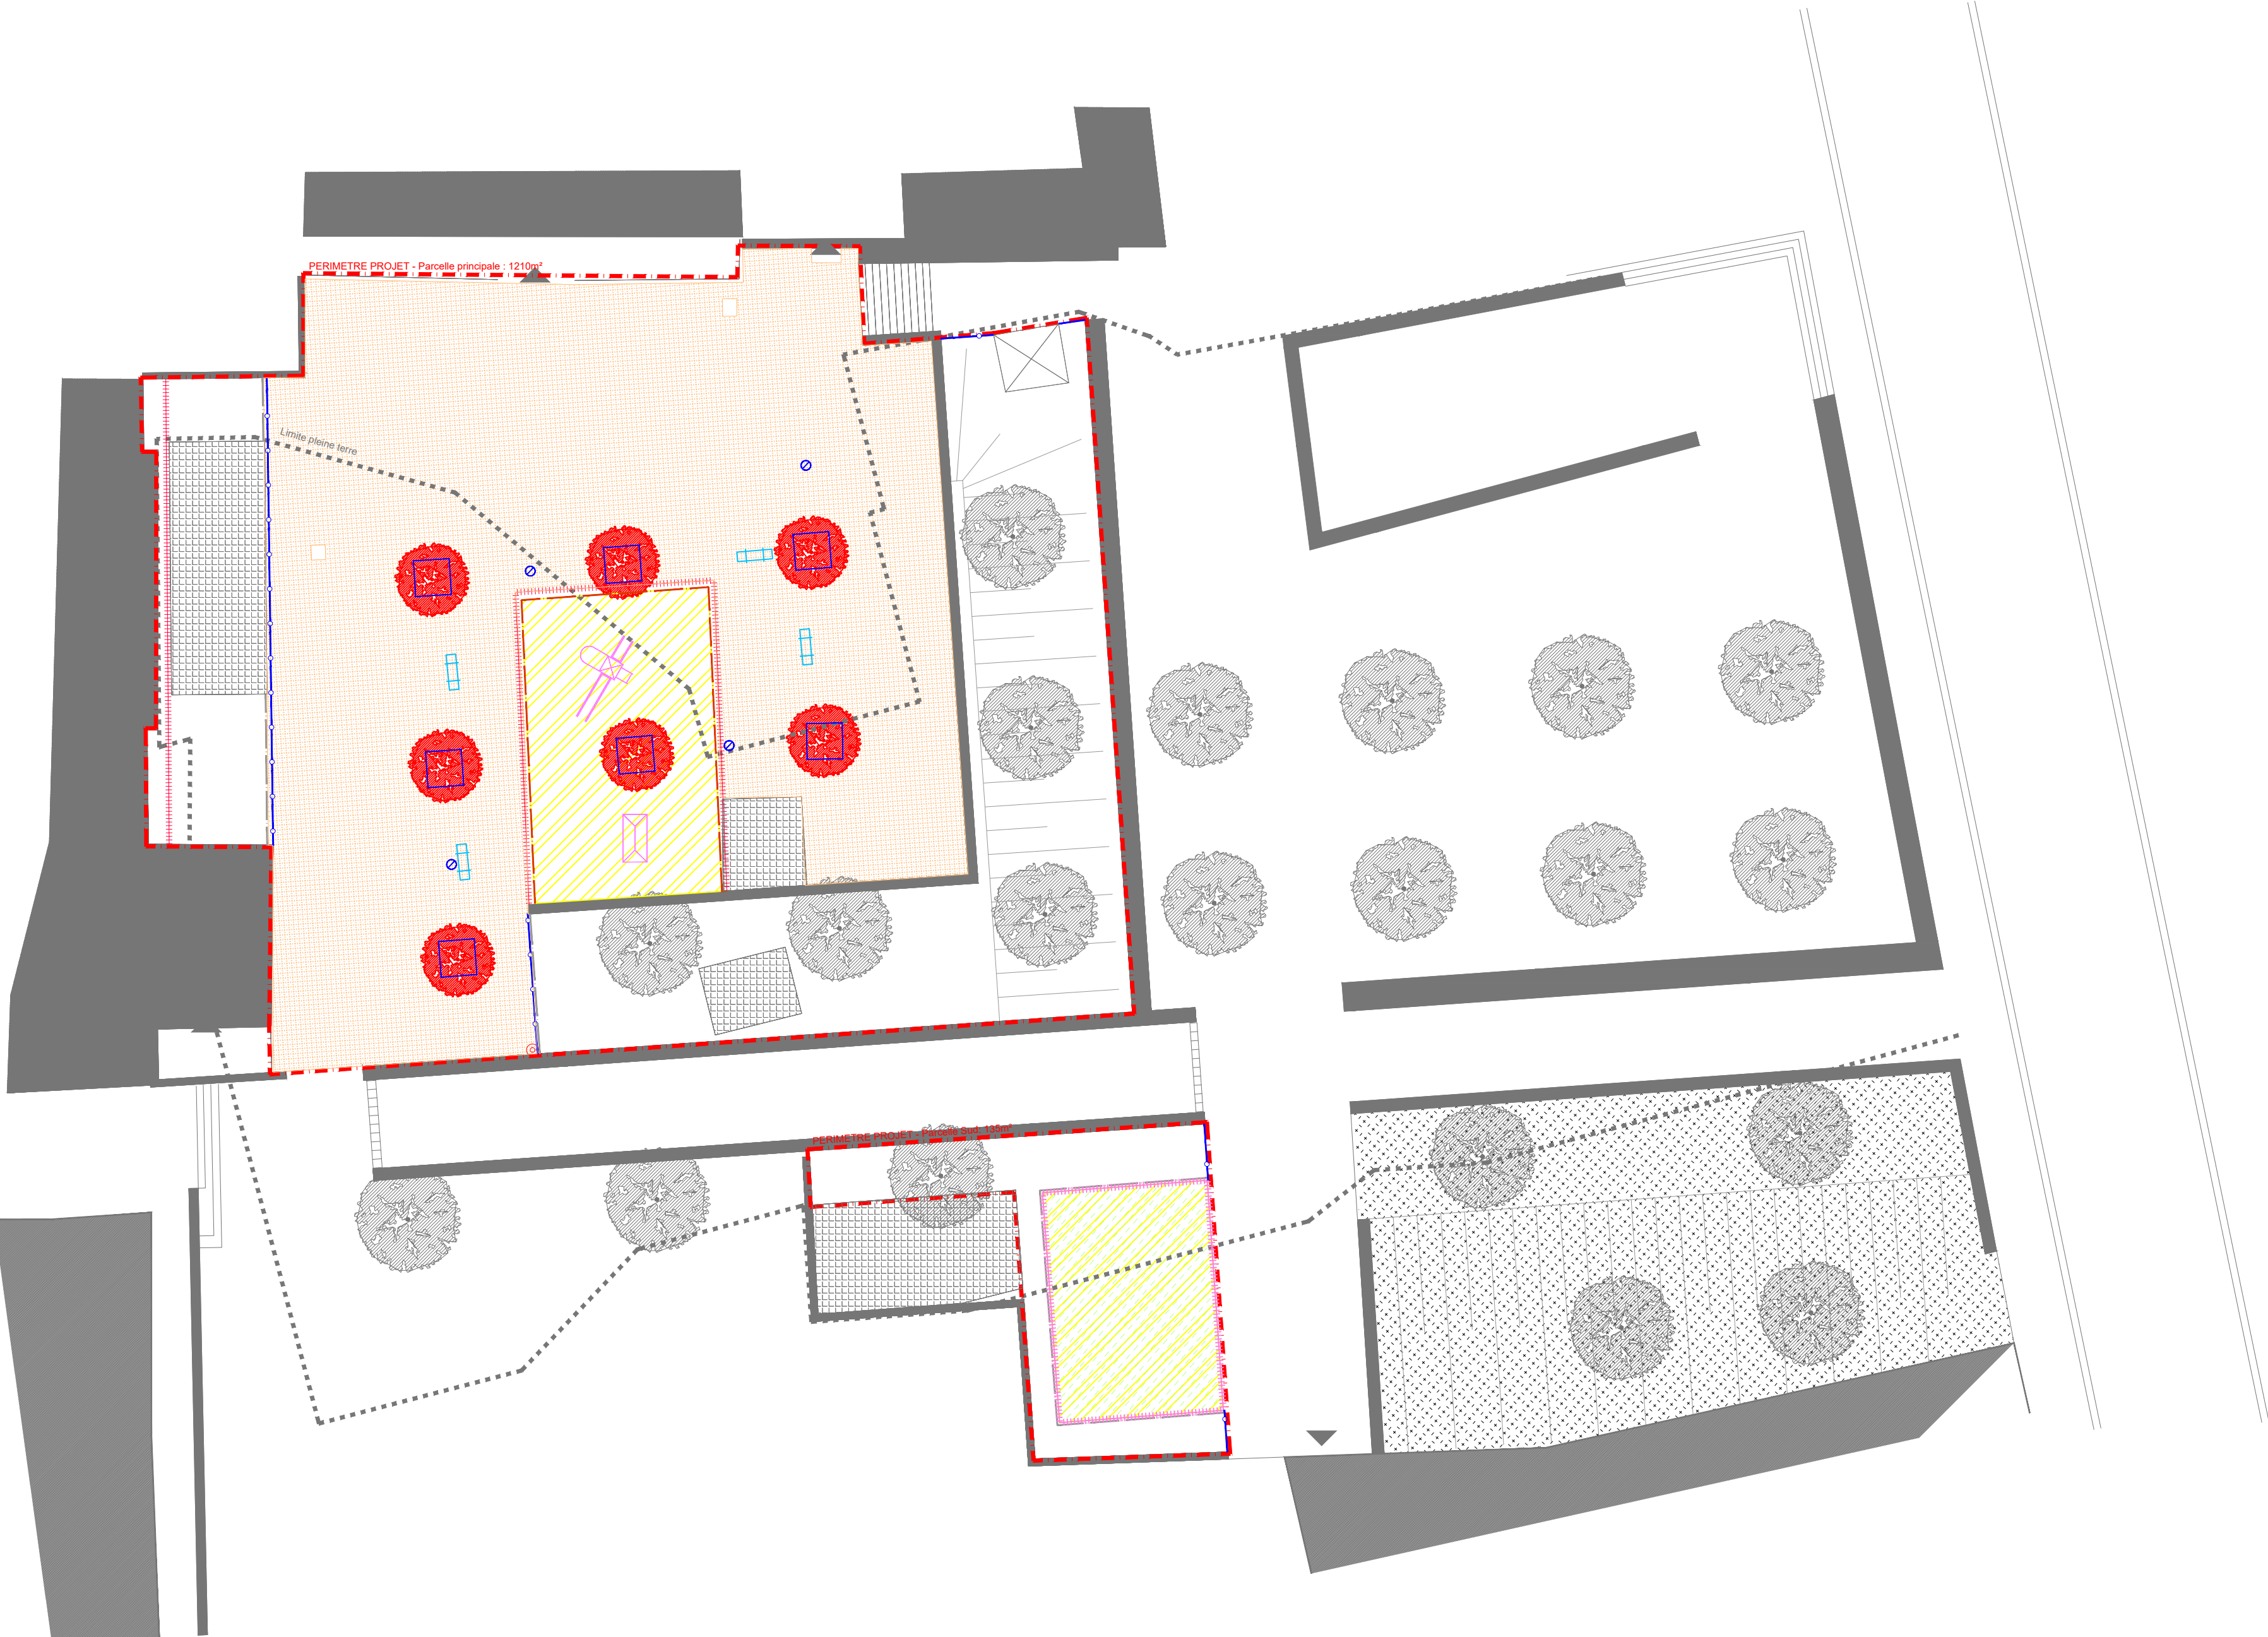 PERIMETRE PROJET - Parcelle principale : 1210m²
Limite pleine terre
PERIMETRE PROJET - Parcelle Sud: 135m²